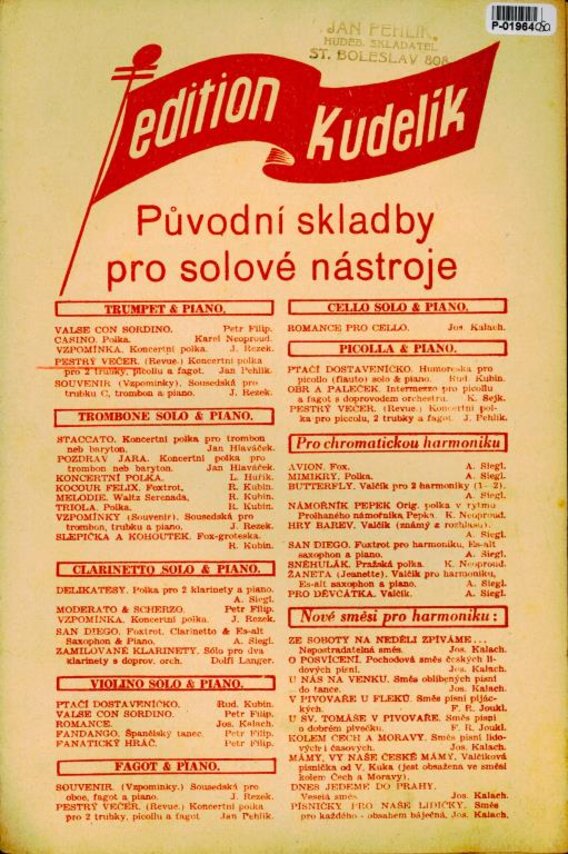 P-01964
JAN PEHLÍK,
HUDEB. SKLADATEL
ST. BOLESLAV 808
edition Kudelík
Původní skladby
pro solové nástroje
TRUMPET & PIANO.
VALSE CON SORDINO. Petr Filip.
CASINO. Polka. Karel Neoproud.
VZPOMÍNKA. Koncertní polka. J. Rezek.
PESTRÝ VEČER. (Revue.) Koncertní polka
pro 2 trubky, picollu a fagot. Jan Pehlík.
SOUVENIR (Vzpomínky). Sousedská pro
trubku C, trombon a piano. J. Rezek.
TROMBONE SOLO & PIANO.
STACCATO. Koncertní polka pro trombon
neb baryton. Jan Hlaváček.
POZDRAV JARA. Koncertní polka pro
trombon neb baryton. Jan Hlaváček.
KONCERTNÍ POLKA. L. Huřík.
KOCOUR FELIX. Foxtrot. R. Kubín.
MELODIE. Waltz Serenada. R. Kubín.
TRIOLA. Polka. R. Kubín.
VZPOMÍNKY (Souvenir). Sousedská pro
trombon, trubku a piano. J. Rezek.
SLEPIČKA A KOHOUTEK. Fox-groteska.
R. Kubín.
CLARINETTO SOLO & PIANO.
DELIKATESY. Polka pro 2 klarinety a piano.
A. Siegl.
MODERATO & SCHERZO. Petr Filip.
VZPOMÍNKA. Koncertní polka. J. Rezek.
SAN DIEGO. Foxtrot. Clarinetto & Es-alt
Saxophon & Piano. A. Siegl.
ZAMILOVANÉ KLARINETY. Sólo pro dva
klarinety s doprov. orch. Dolfi Langer.
VIOLINO SOLO & PIANO.
PTAČÍ DOSTAVENÍČKO. Rud. Kubín.
VALSE CON SORDINO. Petr Filip.
ROMANCE. Jos. Kalach.
FANDANGO. Španělský tanec. Petr Filip.
FANATICKÝ HRÁČ. Petr Filip.
FAGOT & PIANO.
SOUVENIR. (Vzpomínky.) Sousedská pro
oboe, fagot a piano. J. Rezek.
PESTRÝ VEČER. (Revue.) Koncertní polka
pro 2 trubky, picollu a fagot Jan Pehlík.
CELLO SOLO & PIANO.
ROMANCE PRO CELLO. Jos. Kalach.
PICOLLA & PIANO.
PTAČÍ DOSTAVENÍČKO. Humoreska pro
picollo (flauto) solo & piano. Rud. Kubín.
OBR A PALEČEK. Intermezzo pro picollu
a fagot s doprovodem orchestru. K. Sejk.
PESTRÝ VEČER. (Revue.) Koncertní pol-
ka pro piccolu, 2 trubky a fagot. J. Pehlík.
Pro chromatickou harmoniku
AVION. Fox. A. Siegl.
MIMIKRY. Polka. A. Siegl.
BUTTERFLY. Valčík pro 2 harmoniky (1–2).
A. Siegl.
NÁMOŘNÍK PEPEK Orig. polka v rytmu
Proihaného námořníka Pepka K. Neoproud.
HRY BAREV. Valčík (známý z rozhlasu).
A. Siegl.
SAN DIEGO. Foxtrot pro harmoniku, Es-alt
saxophon a piano. A. Siegl.
SNĚHULÁK. Pražská polka. K. Neoproud.
ŽANETA (Jeanette). Valčík pro harmoniku,
Es-alt saxophon a piano. A. Siegl.
PRO DĚVČÁTKA. Valčík. A. Siegl.
Nové směsi pro harmoniku:
ZE SOBOTY NA NEDĚLI ZPÍVÁME...
Nepostradatelná směs. Jos. Kalach.
O POSVÍCENÍ. Pochodová směs českých li-
dových písní. Jos. Kalach.
U NÁS NA VENKU. Směs oblíbených písní
do tance. Jos. Kalach.
V PIVOVAŘE U FLEKŮ. Směs písní piják-
ckých. F. R. Joukl.
U SV. TOMÁŠE V PIVOVAŘE. Směs písní
o dobrém pivečku. F. R. Joukl.
KOLEM ČECH A MORAVY. Směs písní lido-
vých i časových. Jos. Kalach.
MÁMY, VY NAŠE ČESKÉ MÁMY. Valčíková
písnička od V. Kuka (jest obsažena ve směsi
kolem Čech a Moravy).
DNES JEDEME DO PRAHY.
Veselá směs. Jos. Kalach.
PÍSNIČKY PRO NAŠE LIDIČKY. Směs
pro každého - obsahem báječná, Jos. Kalach.